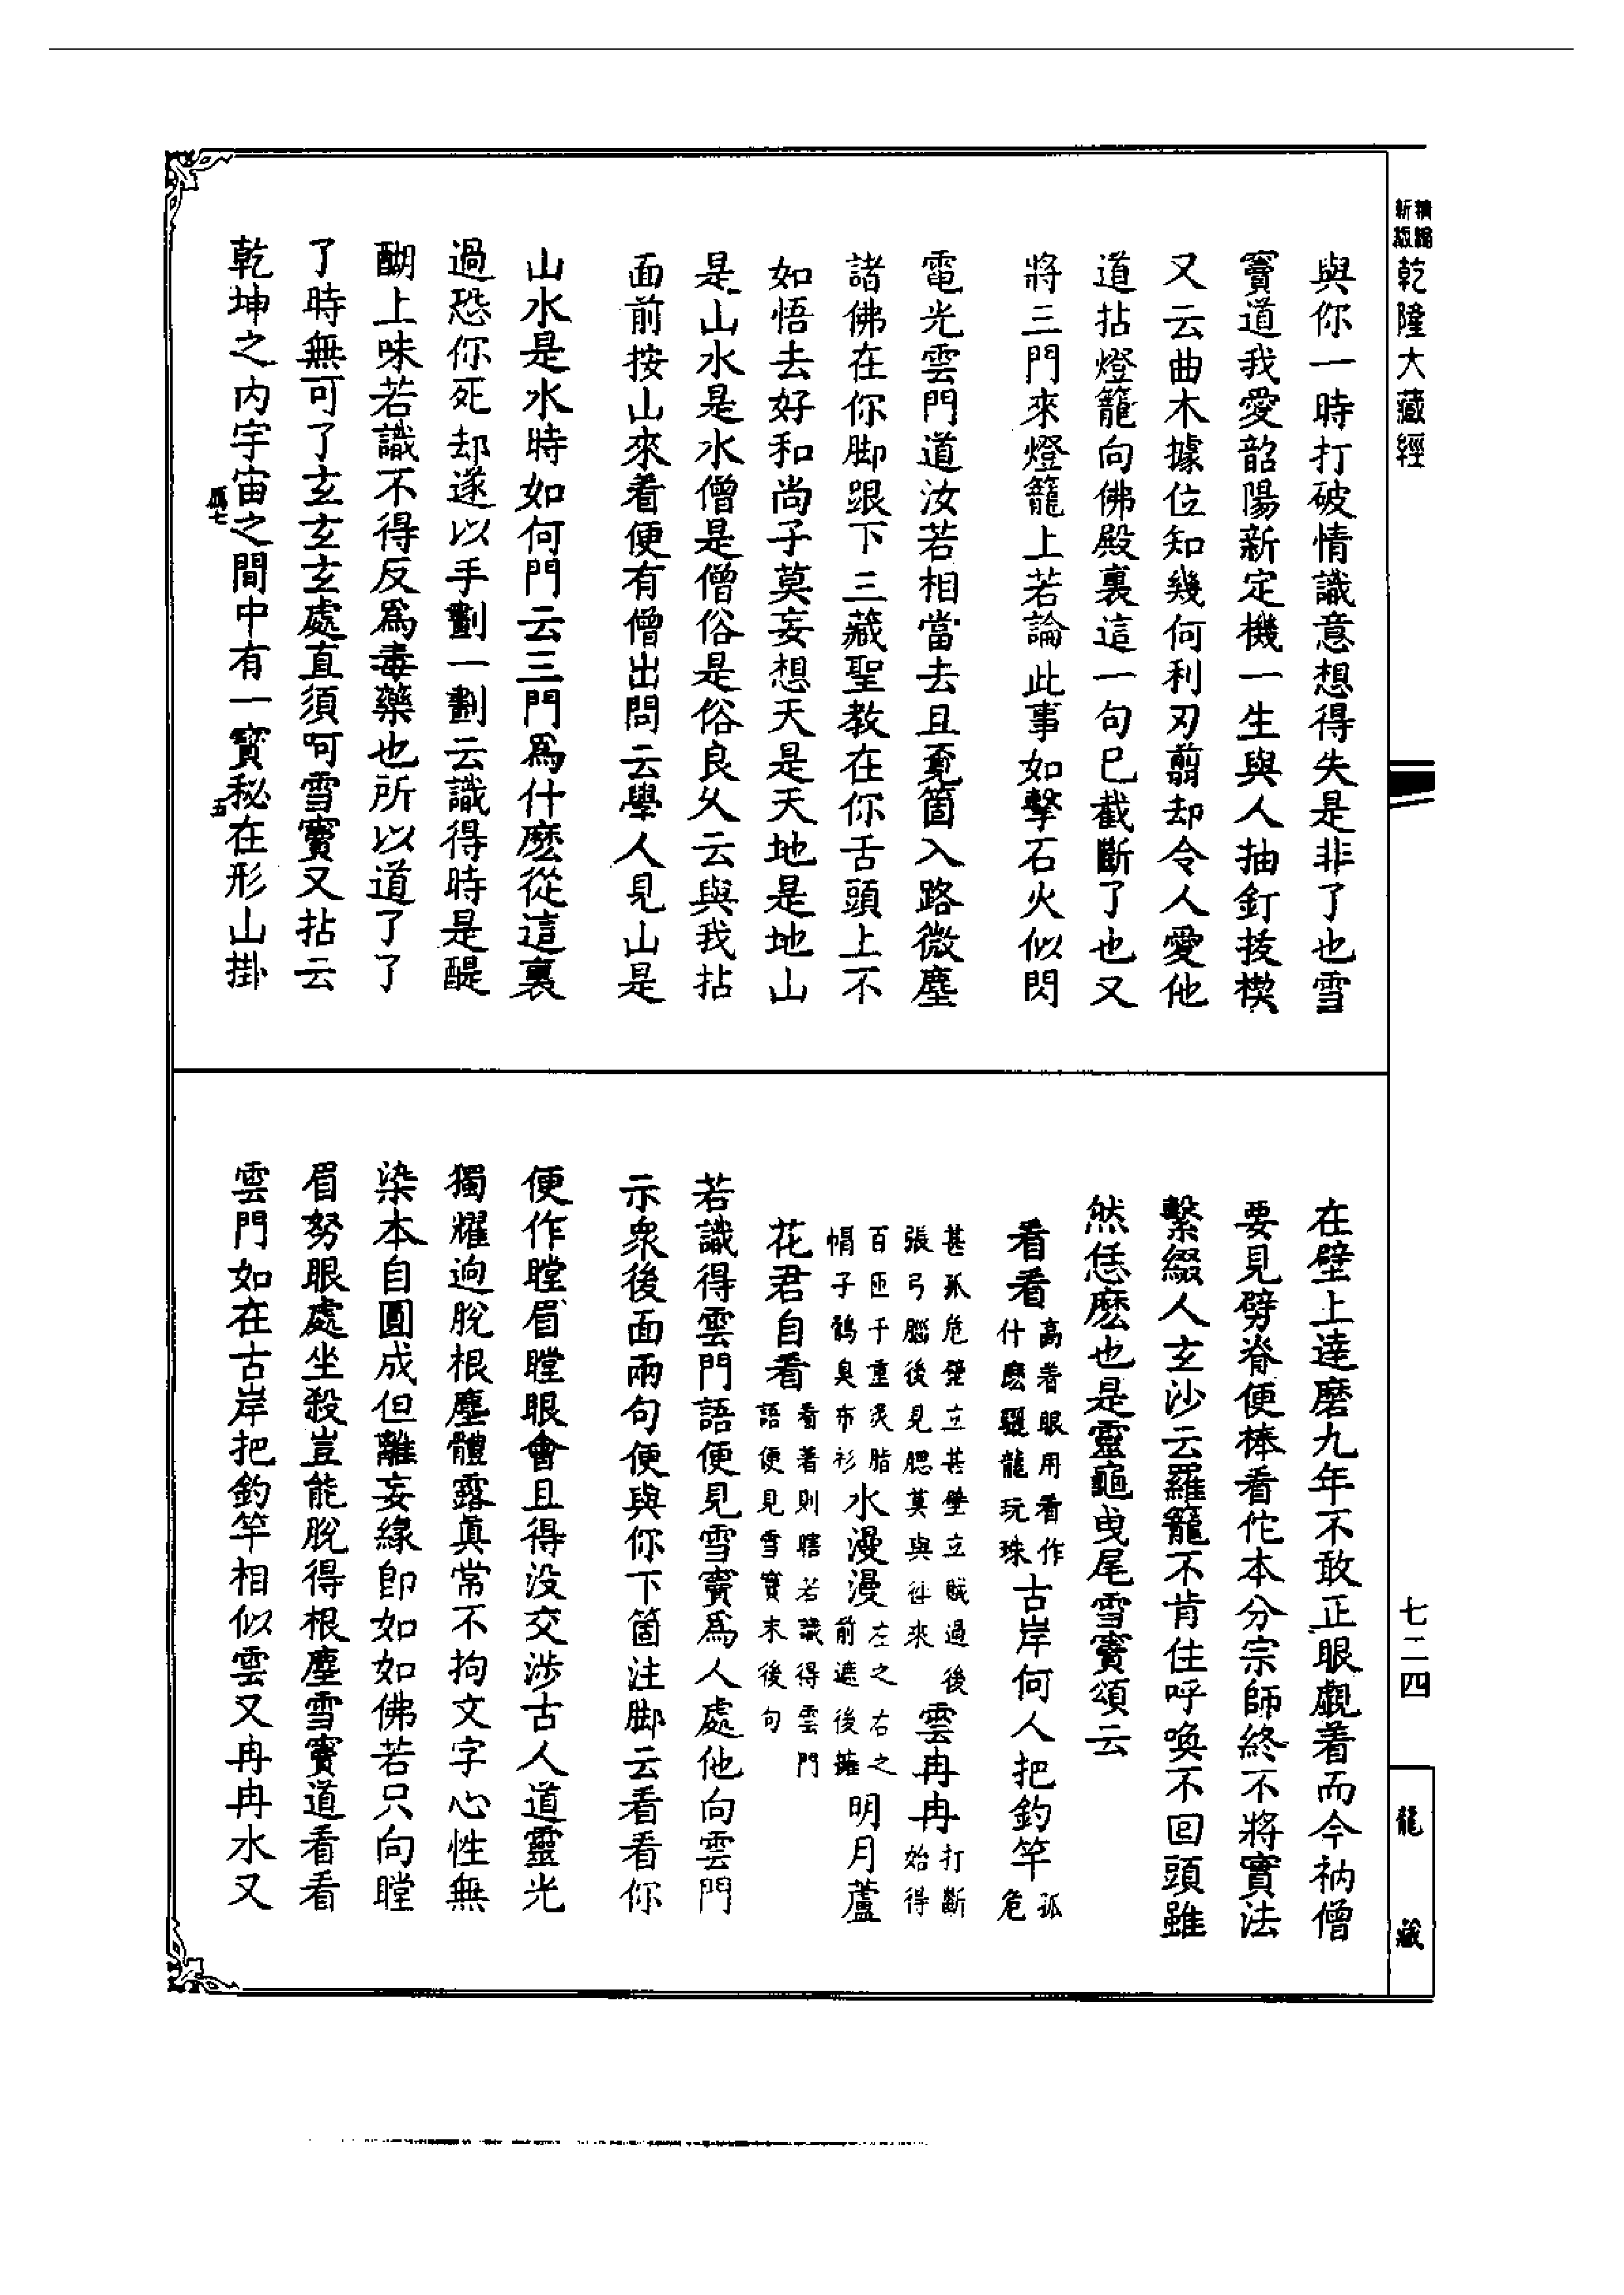 精編
新版
乾隆大藏經
七二四
龍藏
與你一時打破情識意想得失是非了也雪
竇道我愛韶陽新定機一生與人抽釘拔楔
又云曲木據位知幾何利刃翦却令人愛他
道拈燈籠向佛殿裏這一句已截斷了也又
將三門來燈籠上若論此事如擊石火似閃
電光雲門道汝若相當去且覔箇入路微塵
諸佛在你脚跟下三藏聖教在你舌頭上不
如悟去好和尚子莫妄想天是天地是地山
是山水是水僧是僧俗是俗良久云與我拈
面前按山來看便有僧出問云學人見山是
山水是水時如何門云三門爲什麽從這裏
過恐你死却遂以手劃一劃云識得時是醍
醐上味若識不得反爲毒藥也所以道了了
了時無可了玄玄玄處直須呵雪竇又拈云
乾坤之内宇宙之間中有一寶秘在形山掛
五
在壁上達磨九年不敢正眼覷着而今衲僧
要見劈脊便棒看佗本分宗師終不將實法
繫綴人玄沙云羅籠不肯住呼喚不回頭雖
然恁麽也是靈龜曳尾雪竇頌云
看看高着眼用看作什麽驪龍玩珠古岸何人把釣竿孤危
甚孤危壁立甚壁立賊過後張弓腦後見腮莫與往來雲冉冉打斷始得
百匝千重炙脂帽子鶻臭布衫水漫漫左之右之前遮後擁明月蘆
花君自看看著則瞎若識得雲門語便見雪竇末後句
若識得雲門語便見雪竇爲人處他向雲門
示衆後面兩句便與你下箇注脚云看看你
便作瞠眉瞠眼會且得没交涉古人道靈光
獨耀迥脫根塵體露眞常不拘文字心性無
染本自圓成但離妄緣卽如如佛若只向瞠
眉努眼處坐殺豈能脫得根塵雪竇道看看
雲門如在古岸把釣竿相似雲又冉冉水又